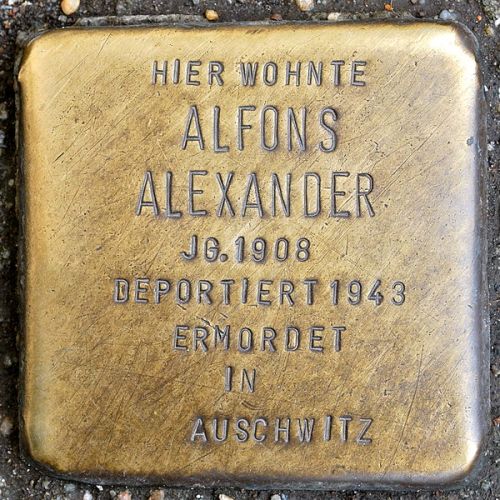 HIER WOHNTE
ALFONS
ALEXANDER
JG.1908
DEPORTIERT 1943
ERMORDET
IN
AUSCHWITZ